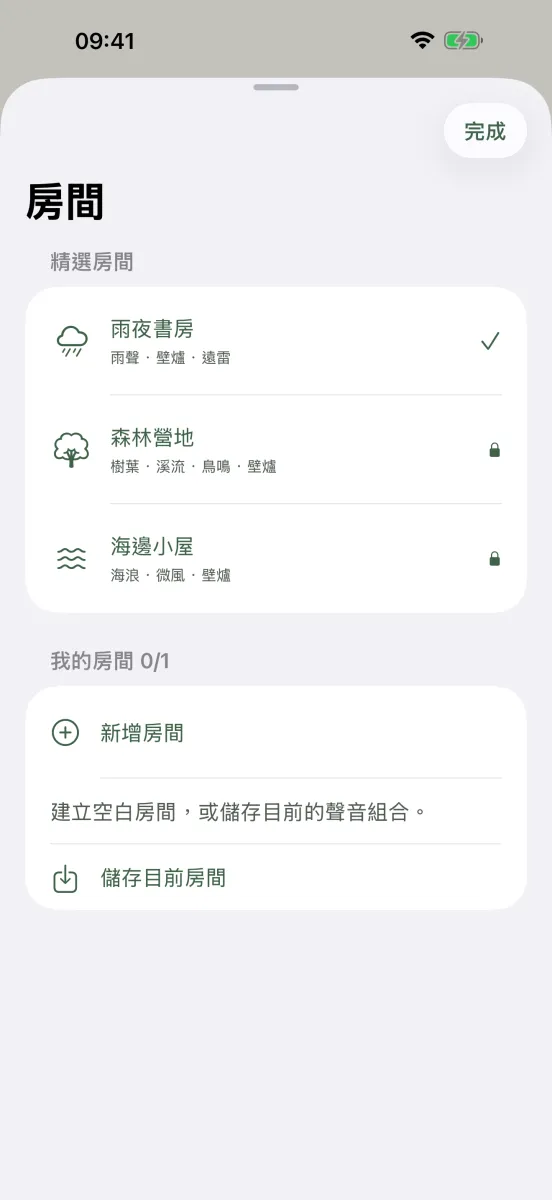 09:41
完成
房間
精選房間
雨夜書房
雨聲 · 壁爐 · 遠雷
森林營地
樹葉 · 溪流 · 鳥鳴 · 壁爐
海邊小屋
海浪 · 微風 · 壁爐
我的房間 0/1
新增房間
建立空白房間，或儲存目前的聲音組合。
儲存目前房間